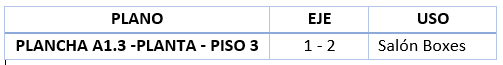 PLANO EJE USO
PLANCHA A1.3 -PLANTA - PISO 3 1 - 2 Salón Boxes